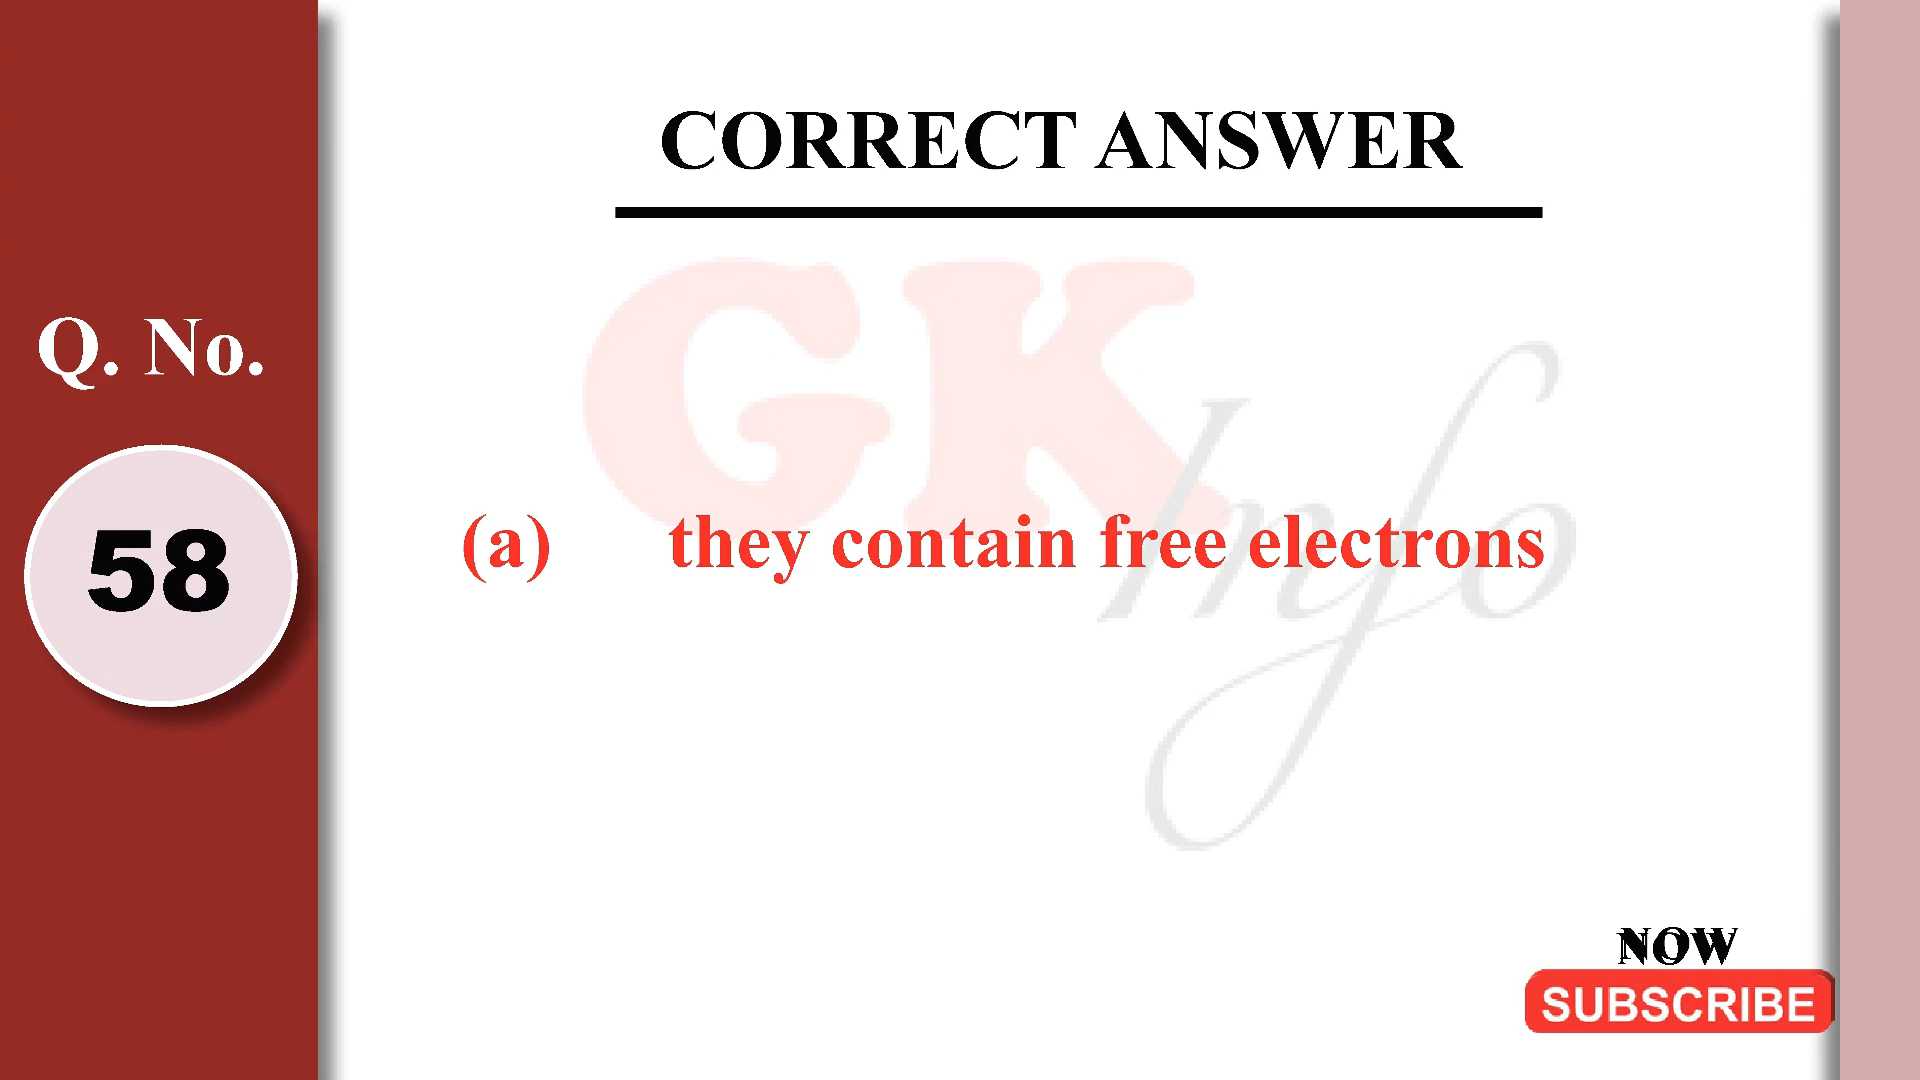 CORRECT ANSWER
GK
Info
Q. No.
58
(a) they contain free electrons
NOW
SUBSCRIBE